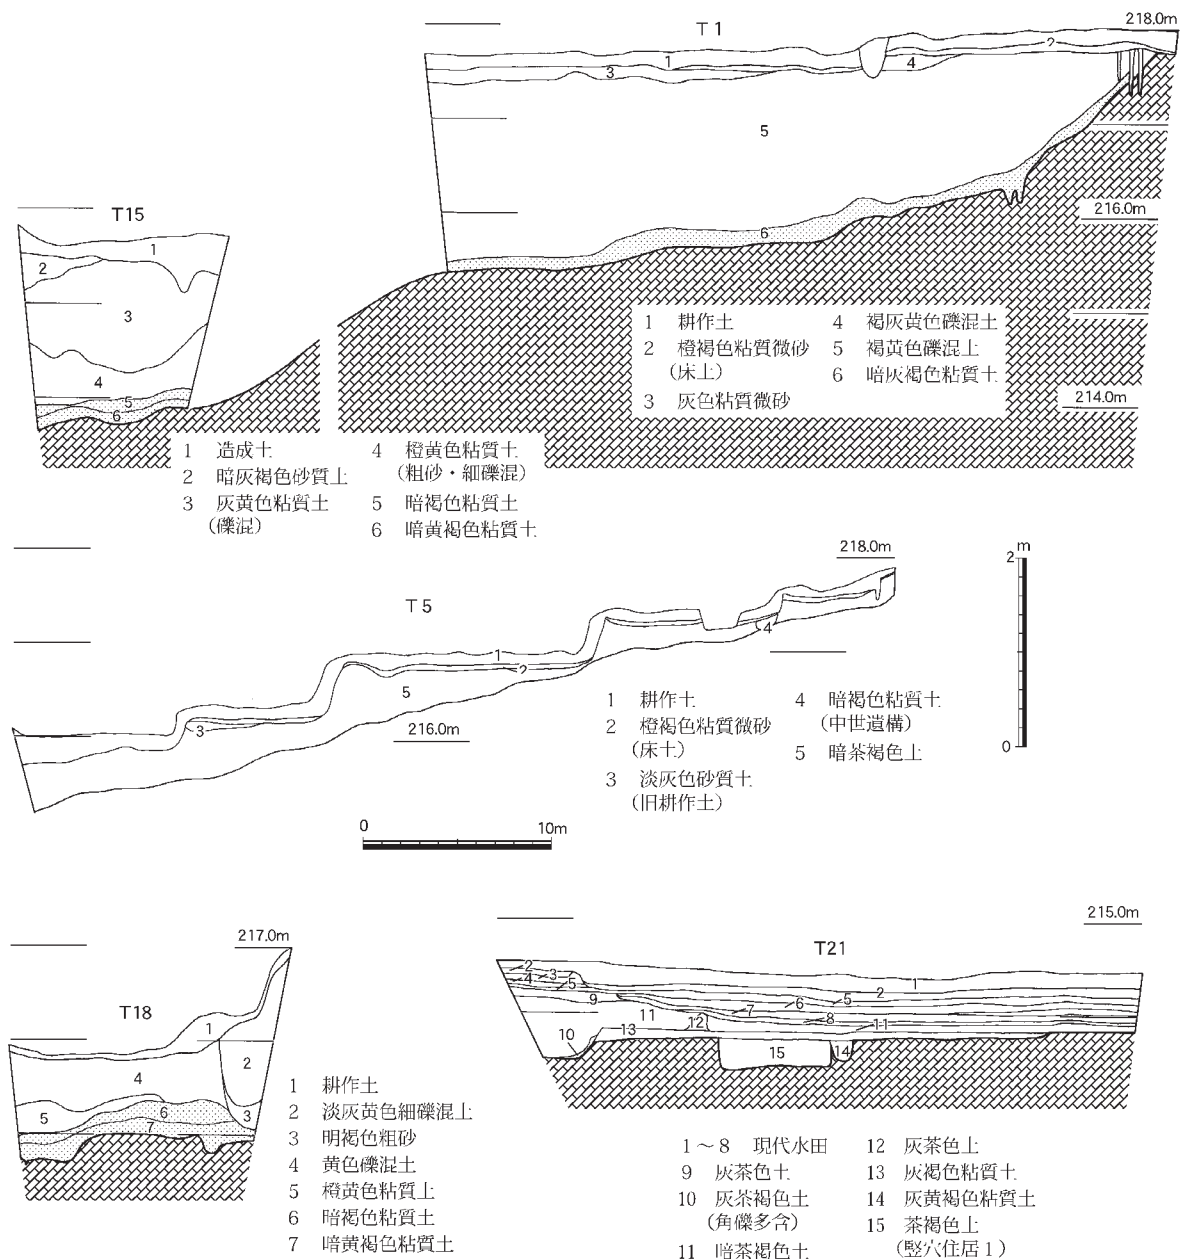 T1
218.0m
1
2
3
4
5
6
216.0m
214.0m
1 耕作土
2 橙褐色粘質微砂
(床土)
3 灰色粘質微砂
4 褐灰黄色礫混土
5 褐黄色礫混土
6 暗灰褐色粘質土
T15
1
2
3
4
5
6
1 造成土
2 暗灰褐色砂質土
3 灰黄色粘質土
(礫混)
4 橙黄色粘質土
(粗砂・細礫混)
5 暗褐色粘質土
6 暗黄褐色粘質土
T5
218.0m
1
2
3
4
5
216.0m
1 耕作土
2 橙褐色粘質微砂
(床土)
3 淡灰色砂質土
(旧耕作土)
4 暗褐色粘質土
(中世遺構)
5 暗茶褐色土
2 m
0
0 10m
T18
217.0m
1
2
3
4
5
6
7
1 耕作土
2 淡灰黄色細礫混土
3 明褐色粗砂
4 黄色礫混土
5 橙黄色粘質土
6 暗褐色粘質土
7 暗黄褐色粘質土
T21
215.0m
2
4 3
5
9
1
2
5
6
7
8
11
11
12
13
10
15
14
1～8 現代水田
9 灰茶色土
10 灰茶褐色土
(角礫多含)
11 暗茶褐色土
12 灰茶色土
13 灰褐色粘質土
14 灰黄褐色粘質土
15 茶褐色土
(竪穴住居1)